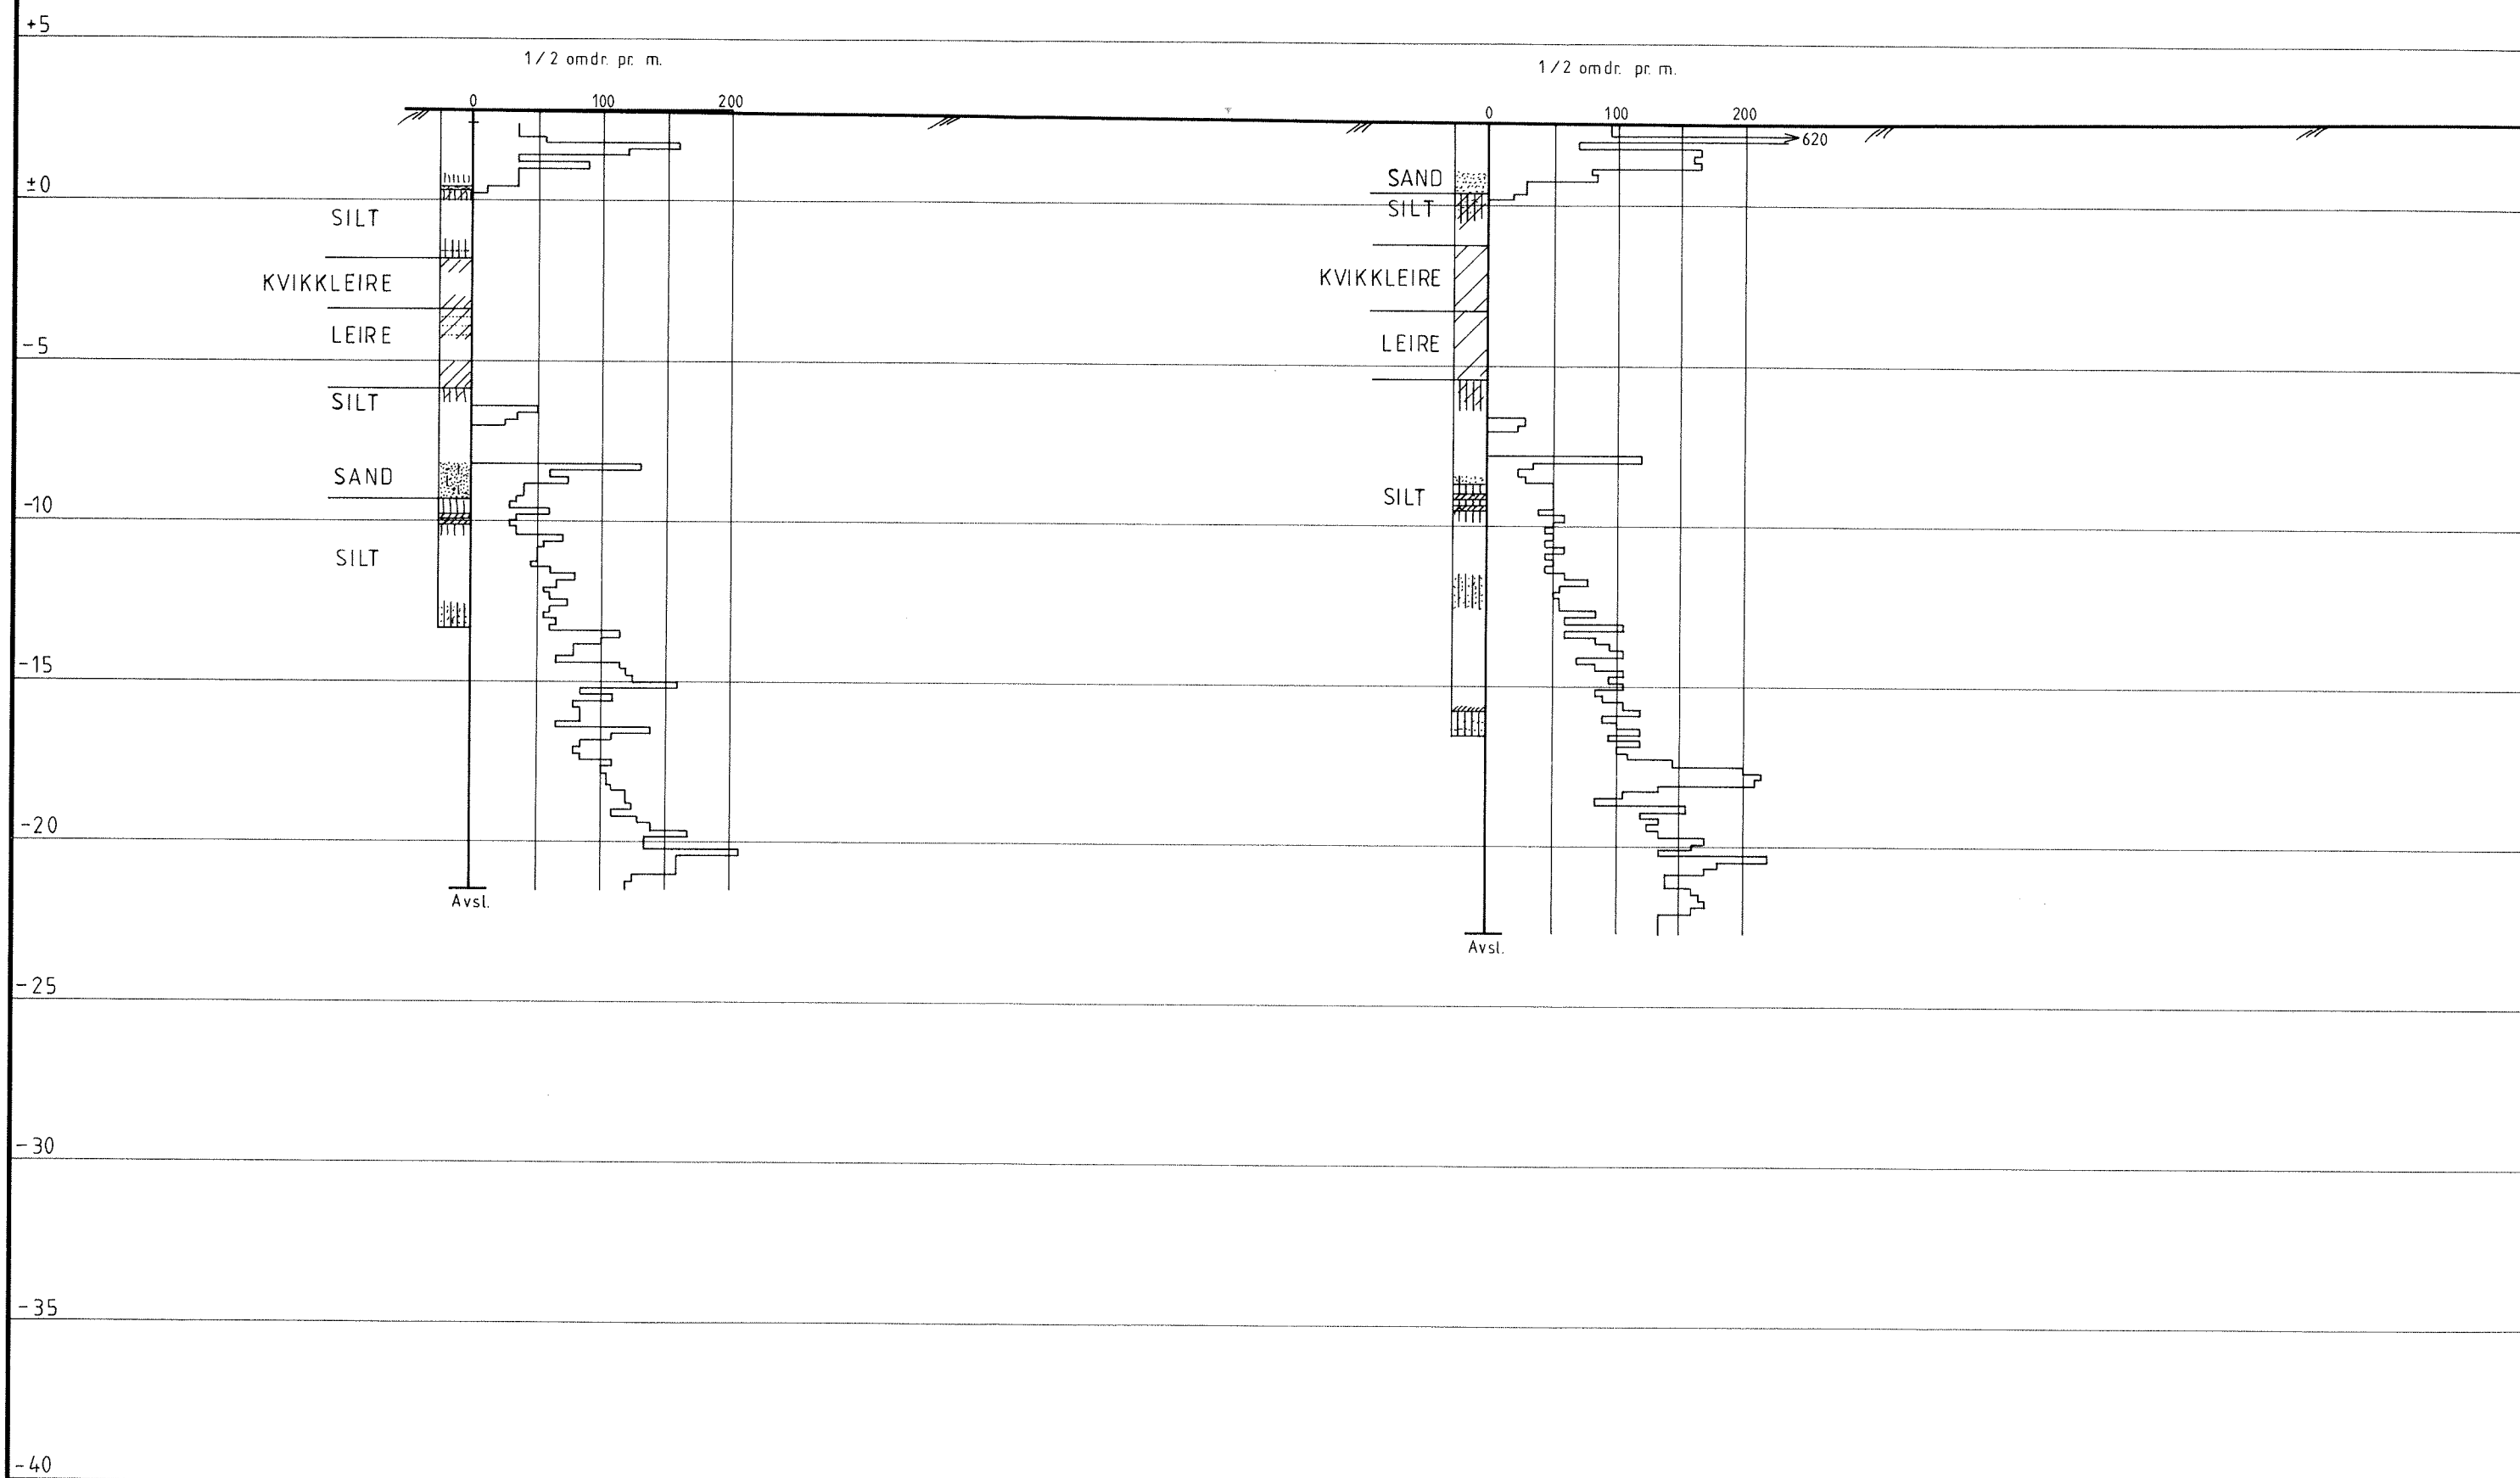 +5
1/2 omdr. pr. m.
1/2 omdr. pr. m.
0 100 200
0 100 200
620
±0
SILT
KVIKKLEIRE
LEIRE
-5
SILT
SAND
-10
SILT
SAND
SILT
KVIKKLEIRE
LEIRE
SILT
-15
-20
Avsl.
Avsl.
-25
-30
-35
-40